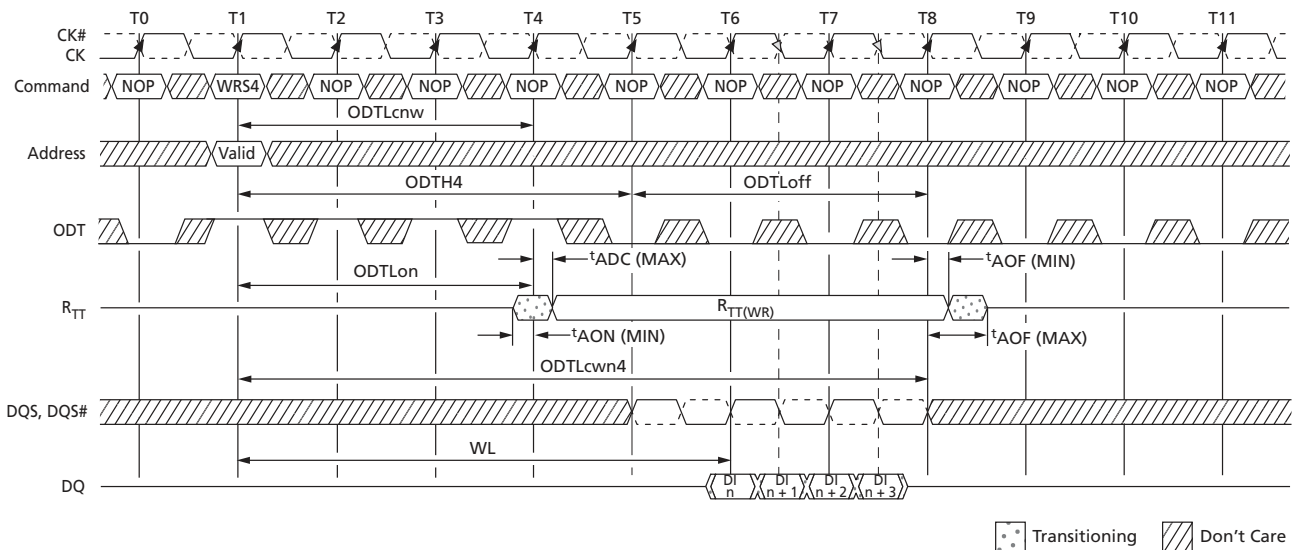 T0 T1 T2 T3 T4 T5 T6 T7 T8 T9 T10 T11
CK#
CK
Command NOP WRS4 NOP NOP NOP NOP NOP NOP NOP NOP NOP NOP
ODTLcnw
Address Valid
ODTH4 ODTLoff
ODT
tADC (MAX) tAOF (MIN)
ODTLon
RTT RTT(WR)
tAON (MIN) tAOF (MAX)
ODTLcwn4
DQS, DQS#
WL
DQ DI n DI n + 1 DI n + 2 DI n + 3
Transitioning Don't Care